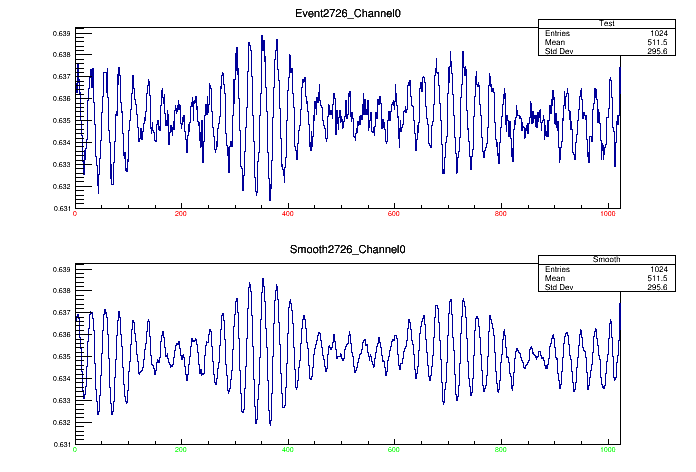 Event2726_Channel0
Test
Entries 1024
Mean 511.5
Std Dev 295.6
0.639
0.638
0.637
0.636
0.635
0.634
0.633
0.632
0.631
0 200 400 600 800 1000
Smooth2726_Channel0
Smooth
Entries 1024
Mean 511.5
Std Dev 295.6
0.639
0.638
0.637
0.636
0.635
0.634
0.633
0.632
0.631
0 200 400 600 800 1000